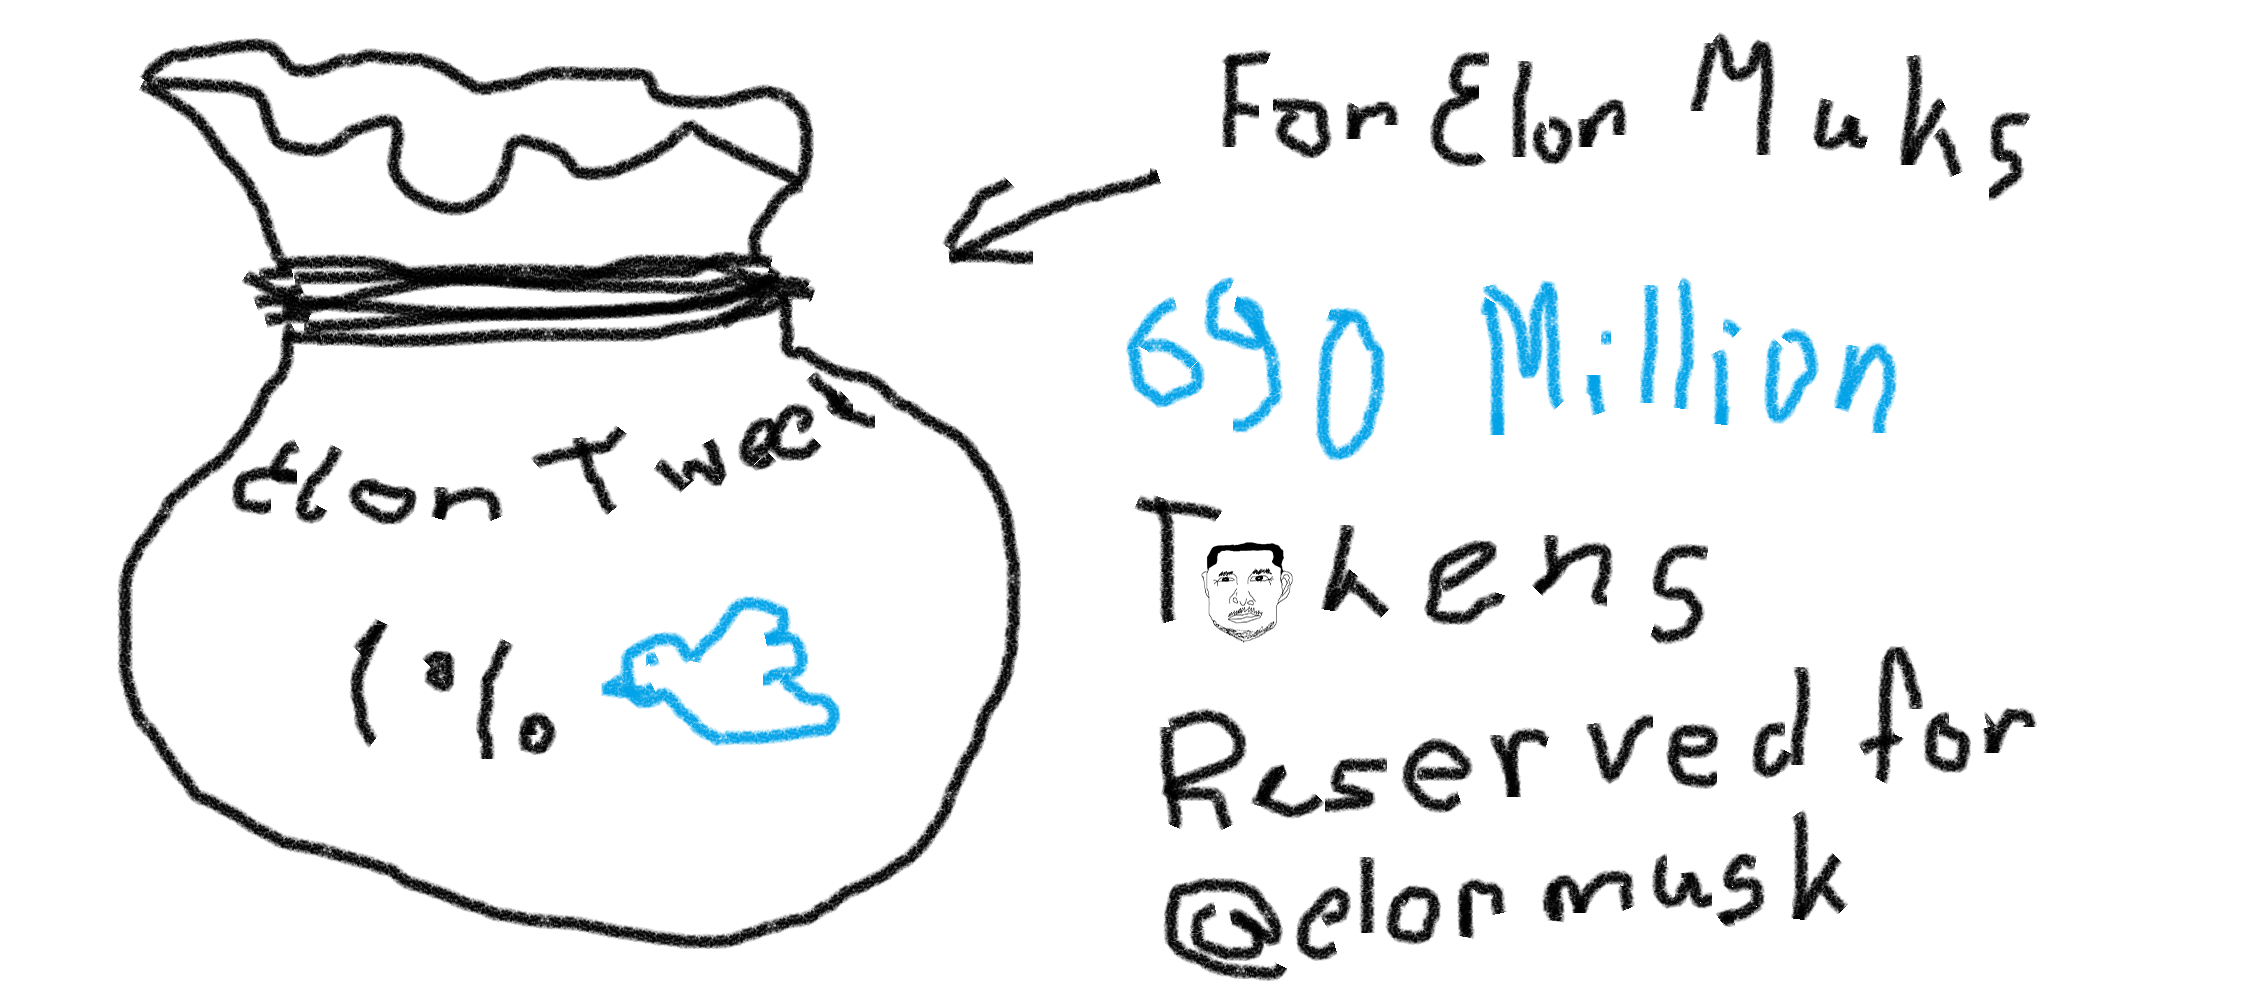 Elon Tweet
1%
For Elon Muks
690 Million
Tokens
Reserved for
@elonmusk